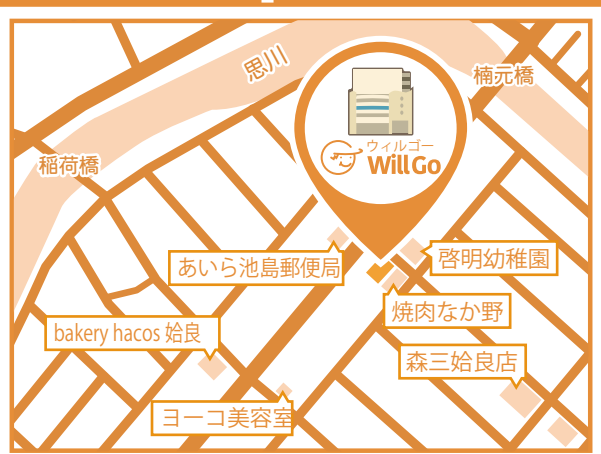 思川
楠元橋
ウィルゴー
Will Go
稲荷橋
あいら池島郵便局
啓明幼稚園
焼肉なか野
bakery hacos 姶良
森三姶良店
ヨーコ美容室